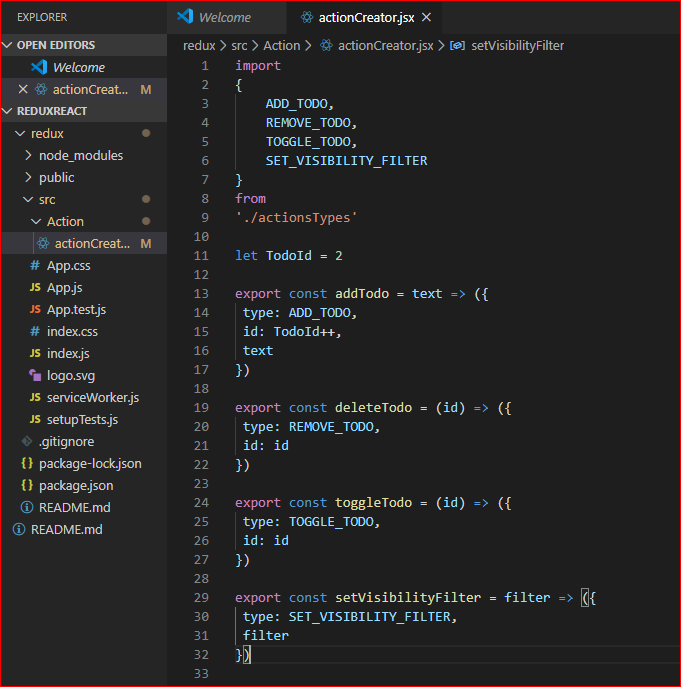 EXPLORER
OPEN EDITORS
Welcome
actionCreat... M
REDUXREACT
redux
node_modules
public
src
Action
actionCreat... M
# App.css
JS App.js
JS App.test.js
# index.css
JS index.js
logo.svg
JS serviceWorker.js
JS setupTests.js
.gitignore
{} package-lock.json
{} package.json
README.md
README.md
Welcome
actionCreator.jsx
redux > src > Action > actionCreator.jsx > setVisibilityFilter
1 import
2 {
3 ADD_TODO,
4 REMOVE_TODO,
5 TOGGLE_TODO,
6 SET_VISIBILITY_FILTER
7 }
8 from
9 './actionsTypes'
10
11 let TodoId = 2
12
13 export const addTodo = text => ({
14 type: ADD_TODO,
15 id: TodoId++,
16 text
17 })
18
19 export const deleteTodo = (id) => ({
20 type: REMOVE_TODO,
21 id: id
22 })
23
24 export const toggleTodo = (id) => ({
25 type: TOGGLE_TODO,
26 id: id
27 })
28
29 export const setVisibilityFilter = filter => ({
30 type: SET_VISIBILITY_FILTER,
31 filter
32 })
33